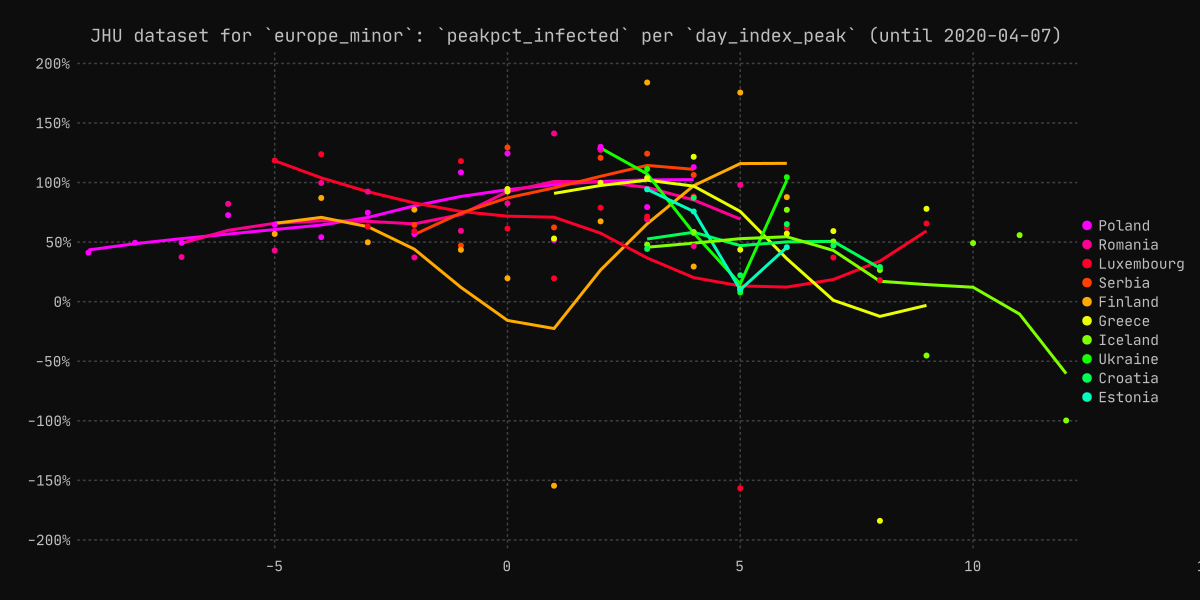 JHU dataset for `europe_minor`: `peakpct_infected` per `day_index_peak` (until 2020-04-07)
200%
150%
100%
50%
0%
-50%
-100%
-150%
-200%
-5
0
5
10
Poland
Romania
Luxembourg
Serbia
Finland
Greece
Iceland
Ukraine
Croatia
Estonia